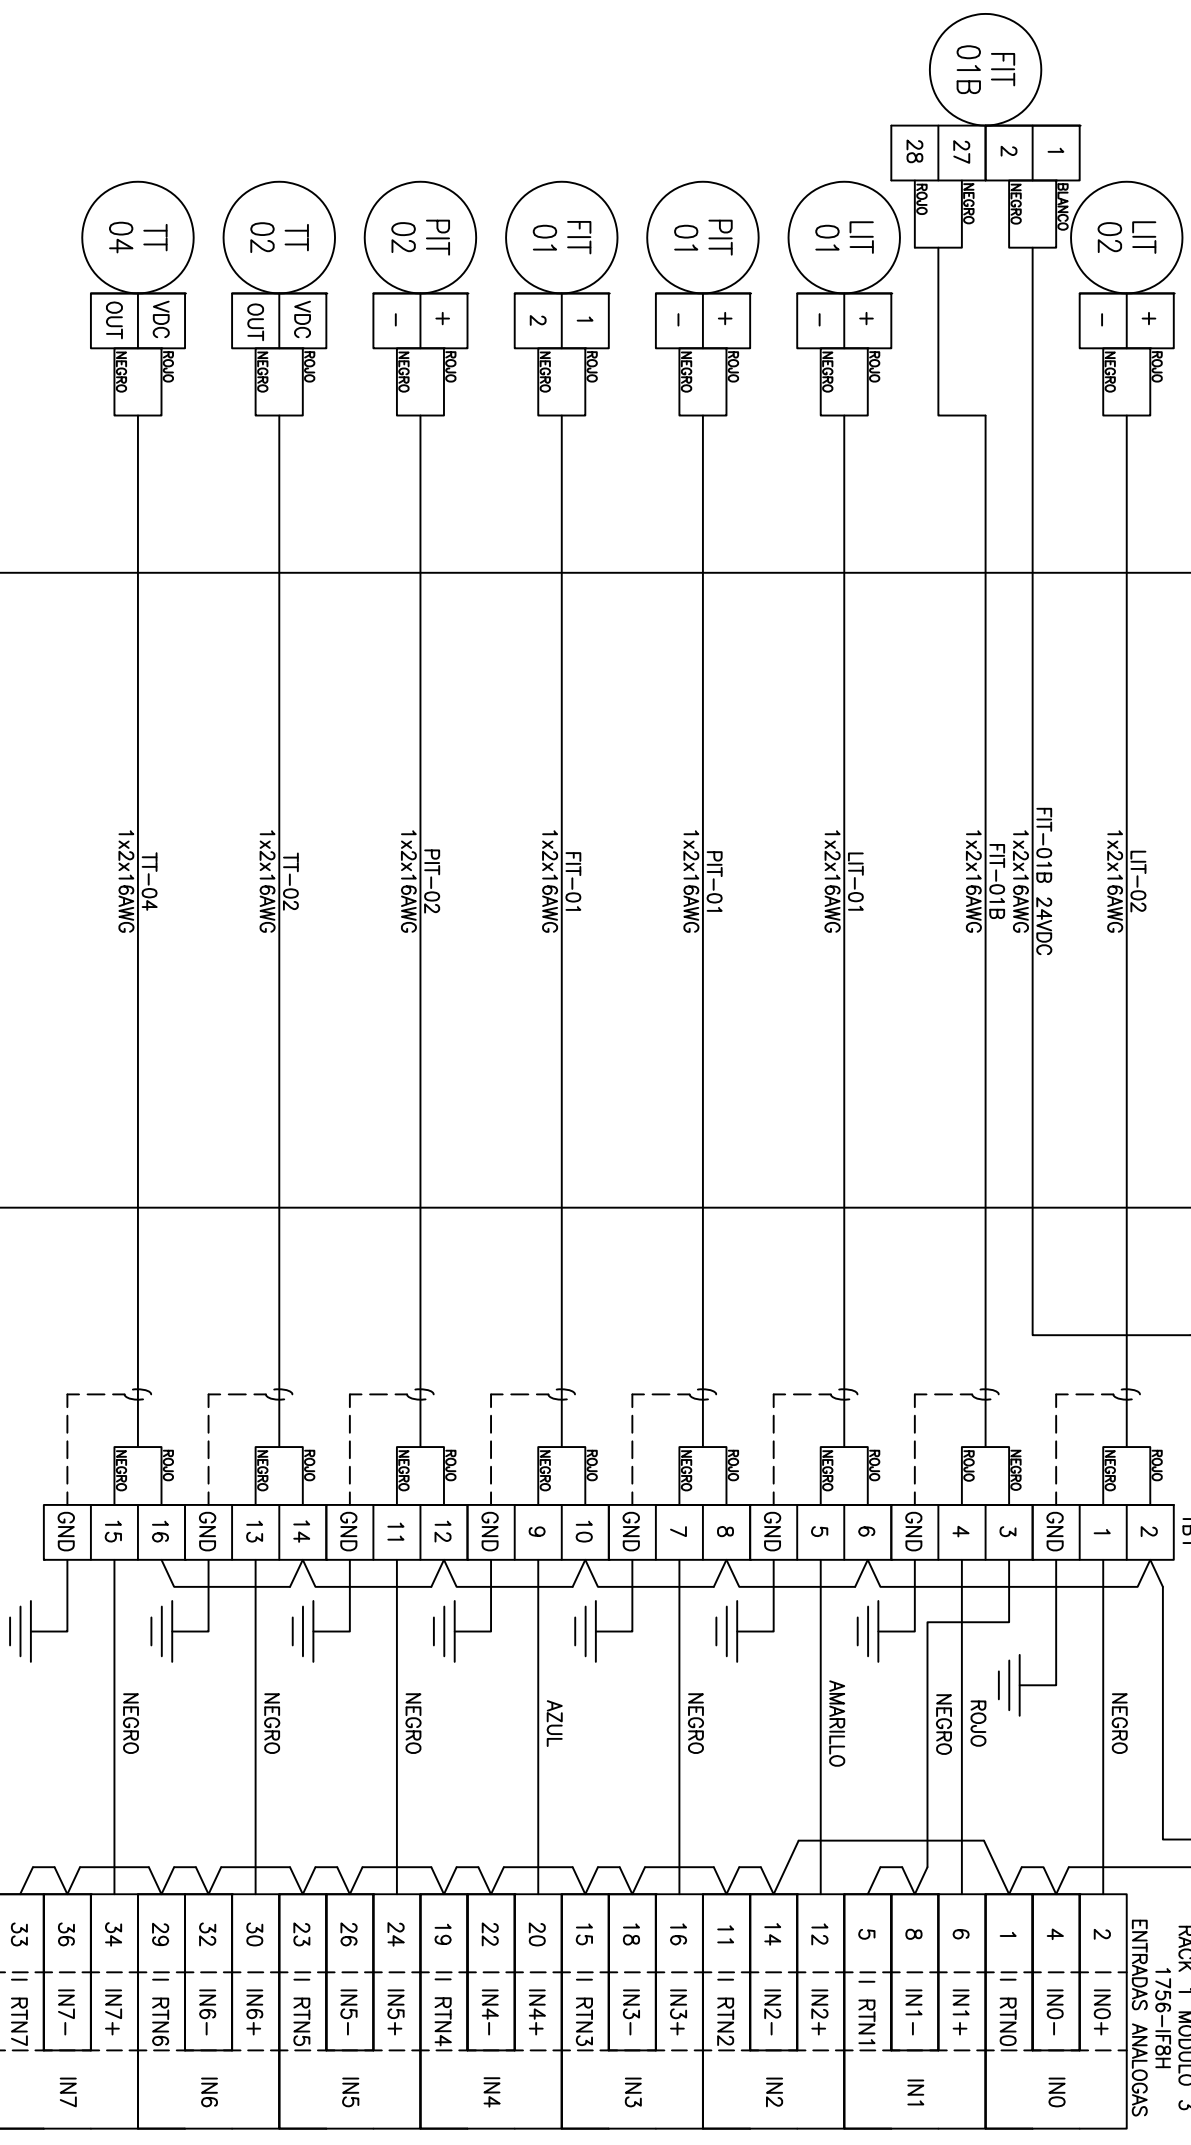 RACK 1 MODULO 3
1756-IF8H
ENTRADAS ANALOGAS
LIT
02
+
-
ROJO
NEGRO
LIT-02
1x2x16AWG
ROJO
NEGRO
2
1
GND
NEGRO
2 IN0+
4 IN0-
1 RTN0
IN0
FIT
01B
1
2
27
28
BLANCO
NEGRO
NEGRO
ROJO
FIT-01B 24VDC
1x2x16AWG
FIT-01B
1x2x16AWG
NEGRO
ROJO
3
4
GND
ROJO
NEGRO
6 IN1+
8 IN1-
5 RTN1
IN1
LIT
01
+
-
ROJO
NEGRO
LIT-01
1x2x16AWG
ROJO
NEGRO
6
5
GND
AMARILLO
12 IN2+
14 IN2-
11 RTN2
IN2
PIT
01
+
-
ROJO
NEGRO
PIT-01
1x2x16AWG
ROJO
NEGRO
8
7
GND
NEGRO
16 IN3+
18 IN3-
15 RTN3
IN3
FIT
01
1
2
ROJO
NEGRO
FIT-01
1x2x16AWG
ROJO
NEGRO
10
9
GND
AZUL
20 IN4+
22 IN4-
19 RTN4
IN4
PIT
02
+
-
ROJO
NEGRO
PIT-02
1x2x16AWG
ROJO
NEGRO
12
11
GND
NEGRO
24 IN5+
26 IN5-
23 RTN5
IN5
TT
02
VDC
OUT
ROJO
NEGRO
TT-02
1x2x16AWG
ROJO
NEGRO
14
13
GND
NEGRO
30 IN6+
32 IN6-
29 RTN6
IN6
TT
04
VDC
OUT
ROJO
NEGRO
TT-04
1x2x16AWG
ROJO
NEGRO
16
15
GND
NEGRO
34 IN7+
36 IN7-
33 RTN7
IN7